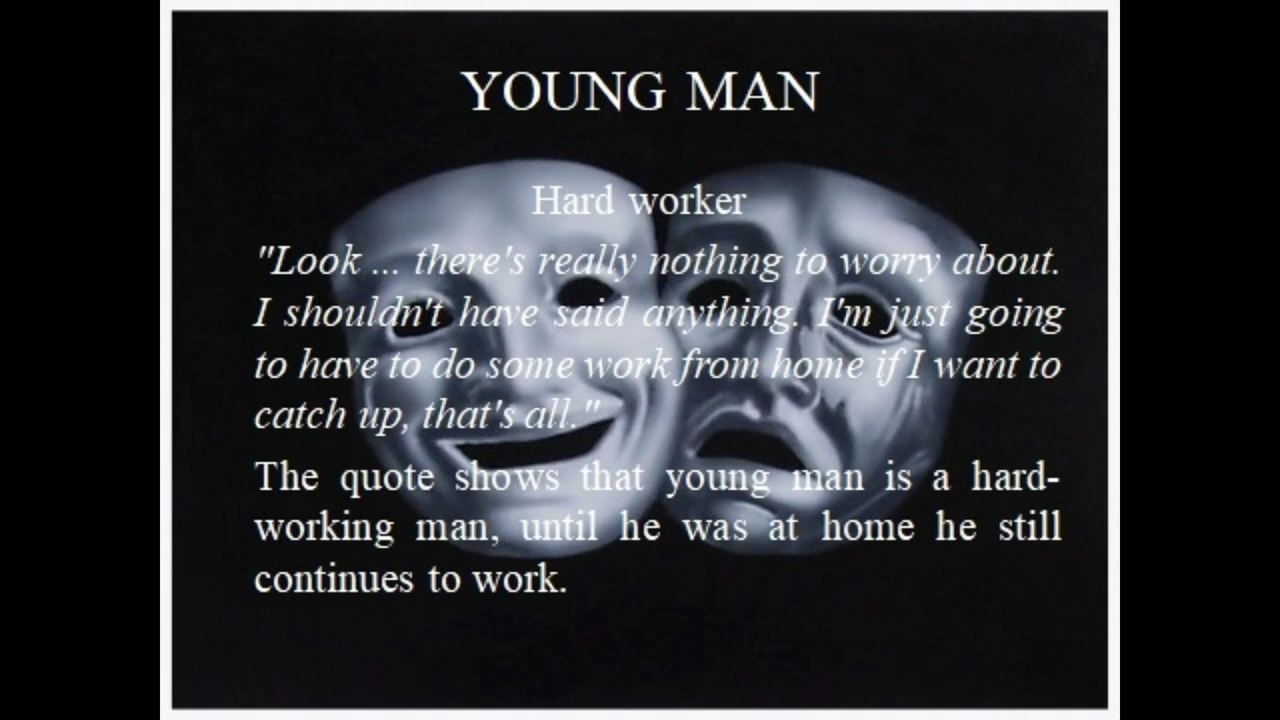 YOUNG MAN
Hard worker
"Look ... there's really nothing to worry about.
I shouldn't have said anything. I'm just going
to have to do some work from home if I want to
catch up, that's all."
The quote shows that young man is a hard-
working man, until he was at home he still
continues to work.